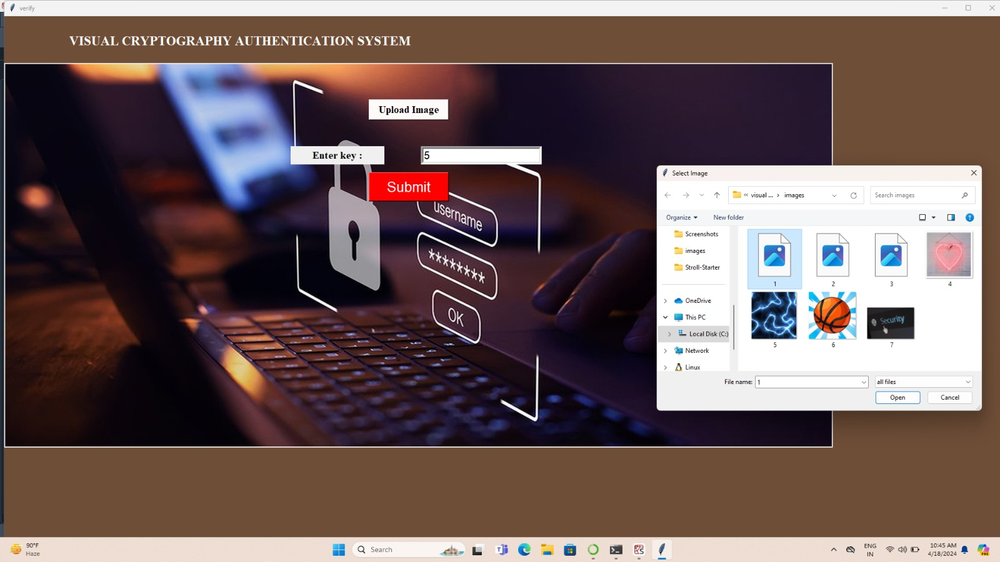 verify
VISUAL CRYPTOGRAPHY AUTHENTICATION SYSTEM
Upload Image
Enter key :
5
Submit
username
********
OK
Select Image
« visual ... › images
Search images
Organize
New folder
Screenshots
images
Stroll-Starter
OneDrive
This PC
Local Disk (C:)
Network
Linux
1
2
3
4
5
6
Security
7
File name:
1
all files
Open
Cancel
90°F
Haze
Search
ENG
IN
10:45 AM
4/18/2024
PRE